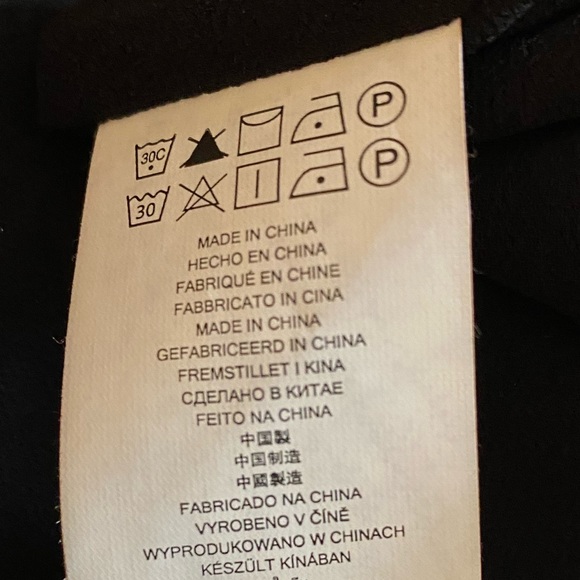 30C P
30 P
MADE IN CHINA
HECHO EN CHINA
FABRIQUÉ EN CHINE
FABBRICATO IN CINA
MADE IN CHINA
GEFABRICEERD IN CHINA
FREMSTILLET I KINA
СДЕЛАНО В КИТАЕ
FEITO NA CHINA
中国製
中国制造
中國製造
FABRICADO NA CHINA
VYROBENO V ČÍNĚ
WYPRODUKOWANO W CHINACH
KÉSZÜLT KÍNÁBAN